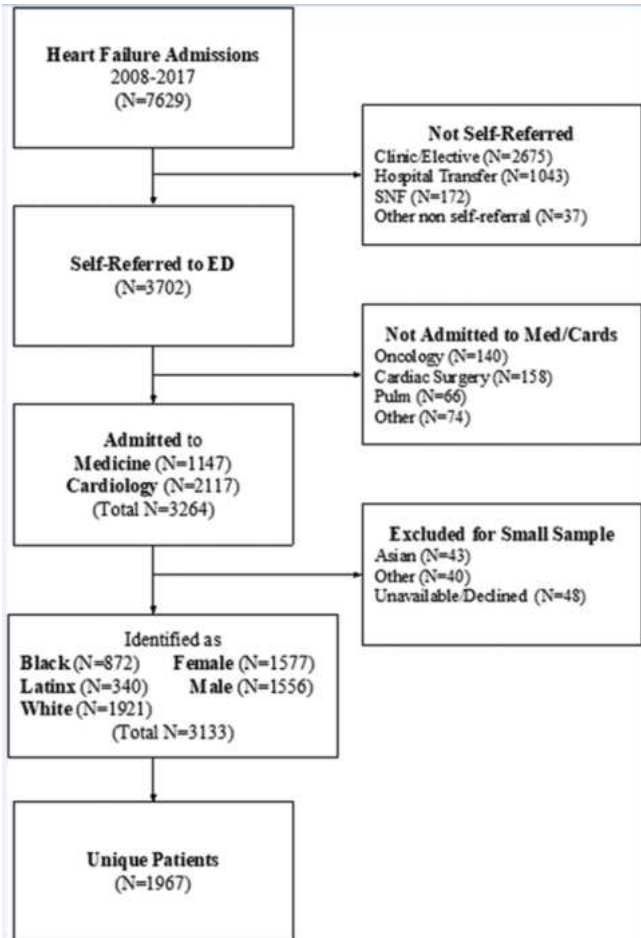 Heart Failure Admissions
2008-2017
(N=7629)
Not Self-Referred
Clinic/Elective (N=2675)
Hospital Transfer (N=1043)
SNF (N=172)
Other non self-referral (N=37)
Self-Referred to ED
(N=3702)
Not Admitted to Med/Cards
Oncology (N=140)
Cardiac Surgery (N=158)
Pulm (N=66)
Other (N=74)
Admitted to
Medicine (N=1147)
Cardiology (N=2117)
(Total N=3264)
Excluded for Small Sample
Asian (N=43)
Other (N=40)
Unavailable/Declined (N=48)
Identified as
Black (N=872) Female (N=1577)
Latinx (N=340) Male (N=1556)
White (N=1921)
(Total N=3133)
Unique Patients
(N=1967)